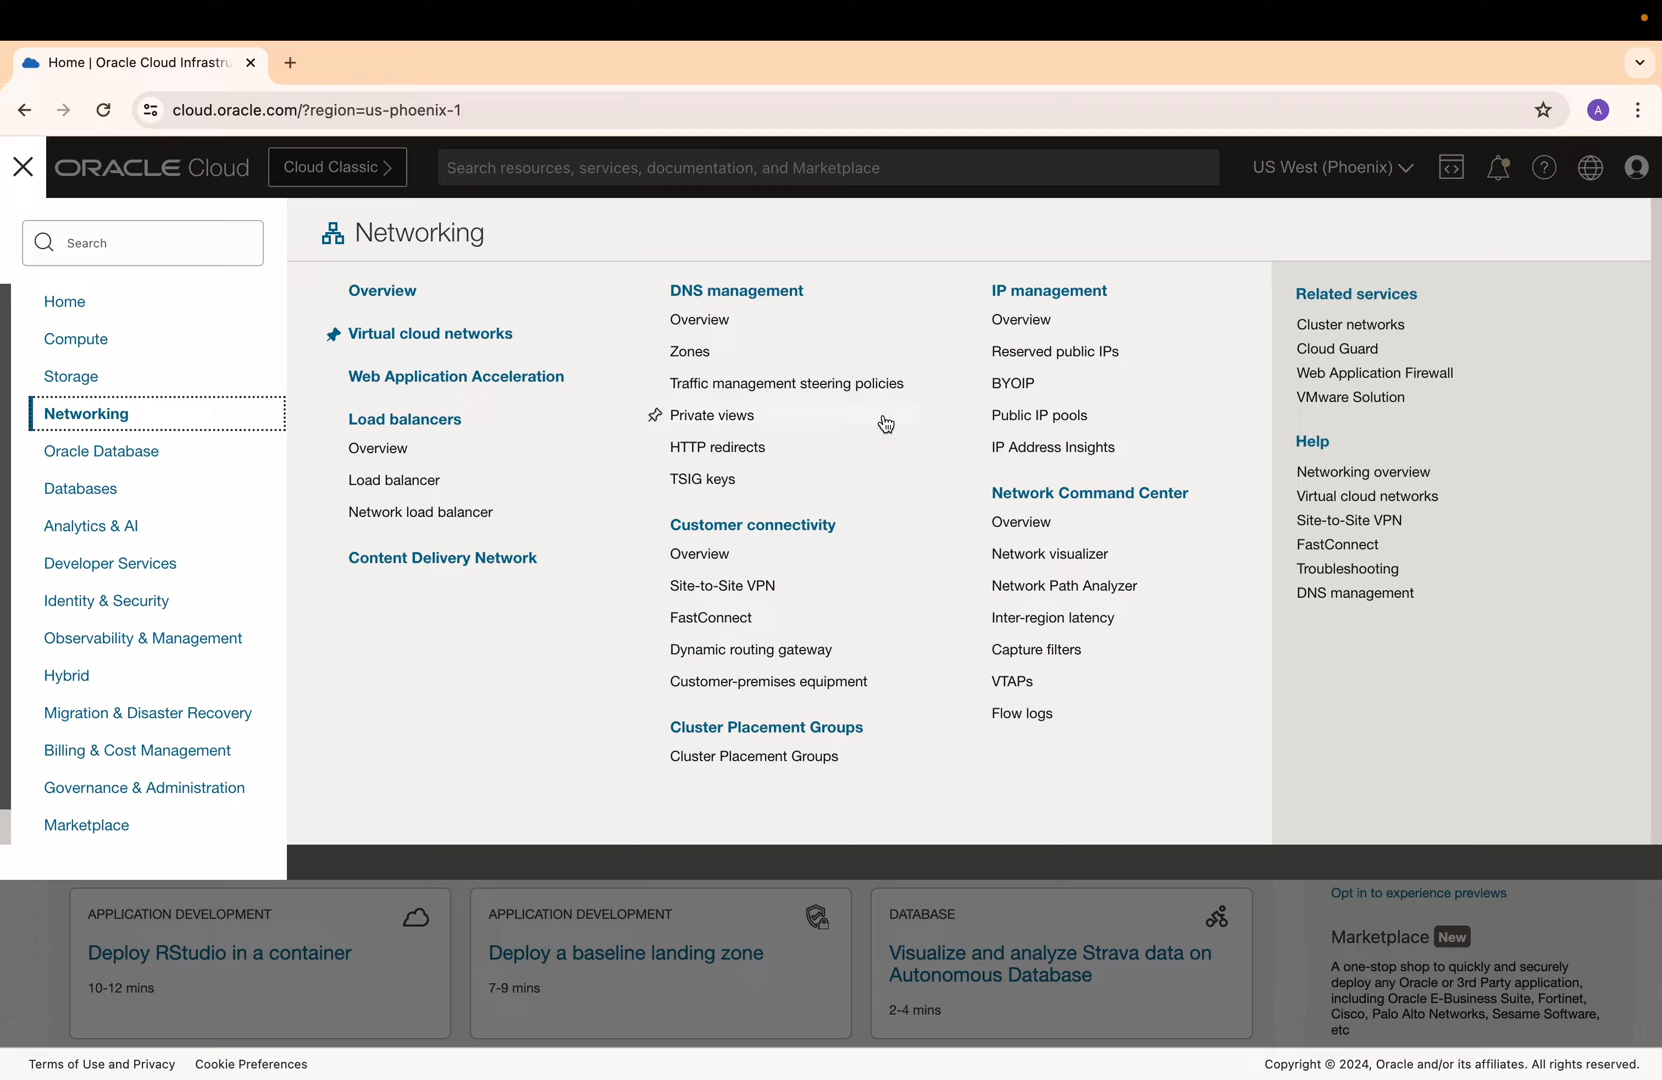 Home | Oracle Cloud Infrastru
cloud.oracle.com/?region=us-phoenix-1
A
ORACLE Cloud
Cloud Classic
Search resources, services, documentation, and Marketplace
US West (Phoenix)
Search
Home
Compute
Storage
Networking
Oracle Database
Databases
Analytics & AI
Developer Services
Identity & Security
Observability & Management
Hybrid
Migration & Disaster Recovery
Billing & Cost Management
Governance & Administration
Marketplace
Networking
Overview
Virtual cloud networks
Web Application Acceleration
Load balancers
Overview
Load balancer
Network load balancer
Content Delivery Network
DNS management
Overview
Zones
Traffic management steering policies
Private views
HTTP redirects
TSIG keys
Customer connectivity
Overview
Site-to-Site VPN
FastConnect
Dynamic routing gateway
Customer-premises equipment
Cluster Placement Groups
Cluster Placement Groups
IP management
Overview
Reserved public IPs
BYOIP
Public IP pools
IP Address Insights
Network Command Center
Overview
Network visualizer
Network Path Analyzer
Inter-region latency
Capture filters
VTAPs
Flow logs
Related services
Cluster networks
Cloud Guard
Web Application Firewall
VMware Solution
Help
Networking overview
Virtual cloud networks
Site-to-Site VPN
FastConnect
Troubleshooting
DNS management
APPLICATION DEVELOPMENT
Deploy RStudio in a container
10-12 mins
APPLICATION DEVELOPMENT
Deploy a baseline landing zone
7-9 mins
DATABASE
Visualize and analyze Strava data on
Autonomous Database
2-4 mins
Opt in to experience previews
Marketplace New
A one-stop shop to quickly and securely
deploy any Oracle or 3rd Party application,
including Oracle E-Business Suite, Fortinet,
Cisco, Palo Alto Networks, Sesame Software,
etc
Terms of Use and Privacy
Cookie Preferences
Copyright © 2024, Oracle and/or its affiliates. All rights reserved.